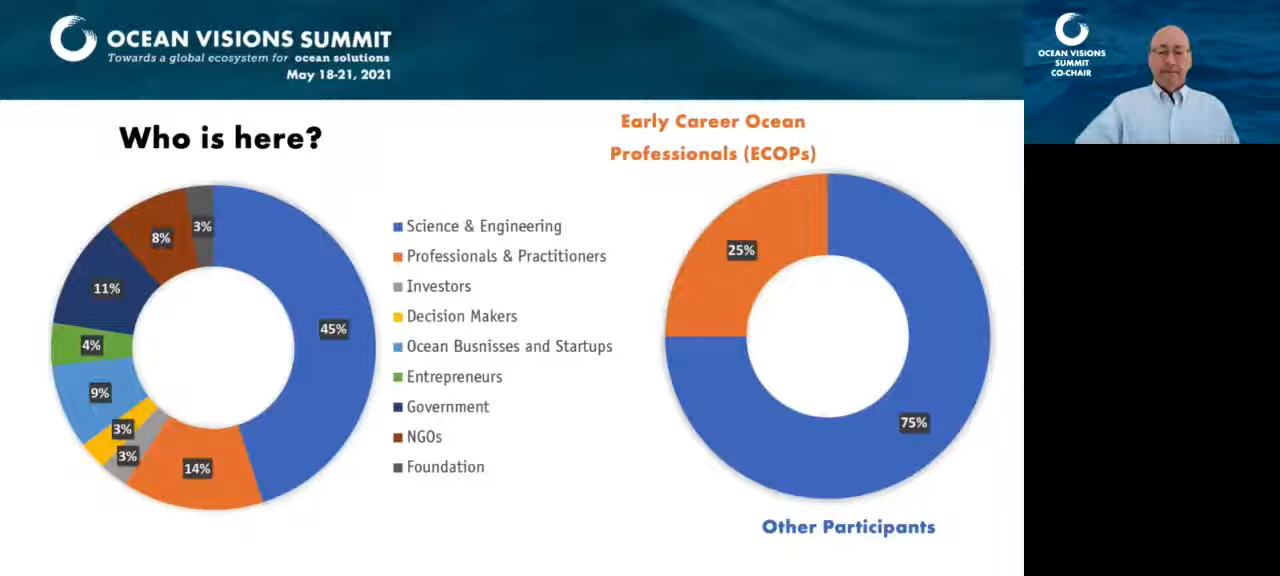 OCEAN VISIONS SUMMIT
Towards a global ecosystem for ocean solutions
May 18-21, 2021
OCEAN VISIONS
SUMMIT
CO-CHAIR
Who is here?
3%
8%
11%
4%
9%
3%
3%
14%
45%
Science & Engineering
Professionals & Practitioners
Investors
Decision Makers
Ocean Busnisses and Startups
Entrepreneurs
Government
NGOs
Foundation
Early Career Ocean
Professionals (ECOPs)
25%
75%
Other Participants